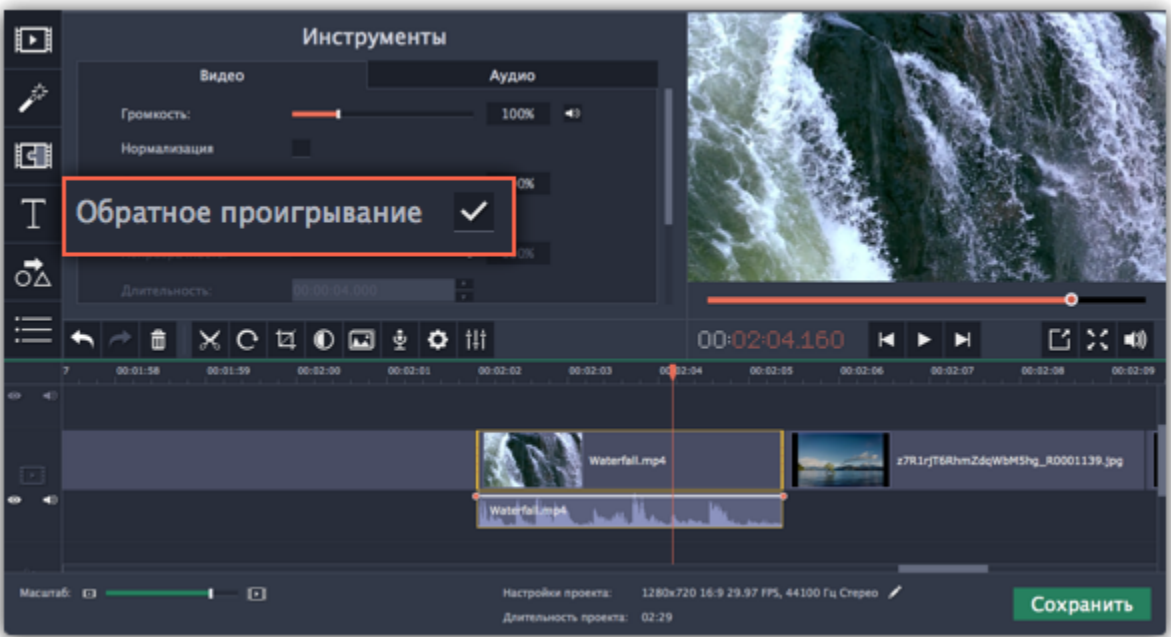 Инструменты
Видео Аудио
Громкость: 100%
Нормализация
0%
Обратное проигрывание
Длительность: 00:00:04.000
00:02:04.160
7 00:01:58 00:01:59 00:02:00 00:02:01 00:02:02 00:02:03 00:02:04 00:02:05 00:02:06 00:02:07 00:02:08 00:02:09
Waterfall.mp4 z7R1rjT6RhmZdqWbM5hg_R0001139.jpg
Waterfall.mp4
Масштаб: Настройки проекта: 1280x720 16:9 29.97 FPS, 44100 Гц Стерео
Длительность проекта: 02:29
Сохранить